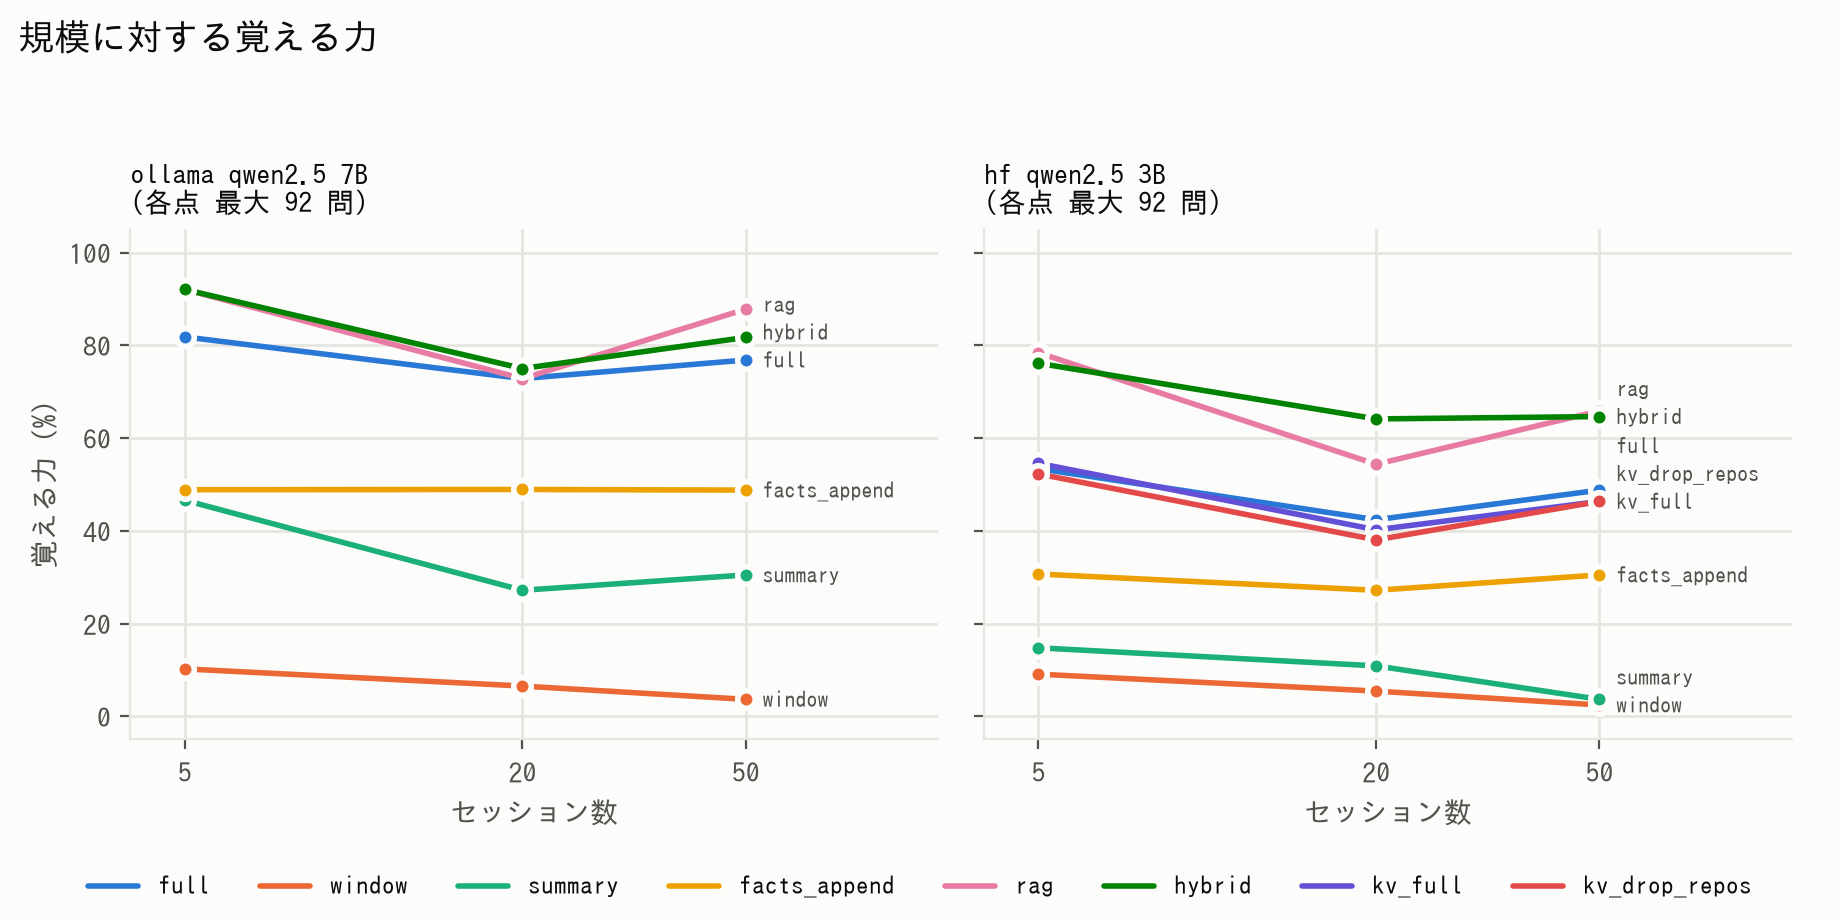 規模に対する覚える力
ollama qwen2.5 7B
(各点 最大 92 問)
hf qwen2.5 3B
(各点 最大 92 問)
覚える力 (%)
100
80
60
40
20
0
rag
hybrid
full
facts_append
summary
window
5
20
50
セッション数
rag
hybrid
full
kv_drop_repos
kv_full
facts_append
summary
window
5
20
50
セッション数
full
window
summary
facts_append
rag
hybrid
kv_full
kv_drop_repos